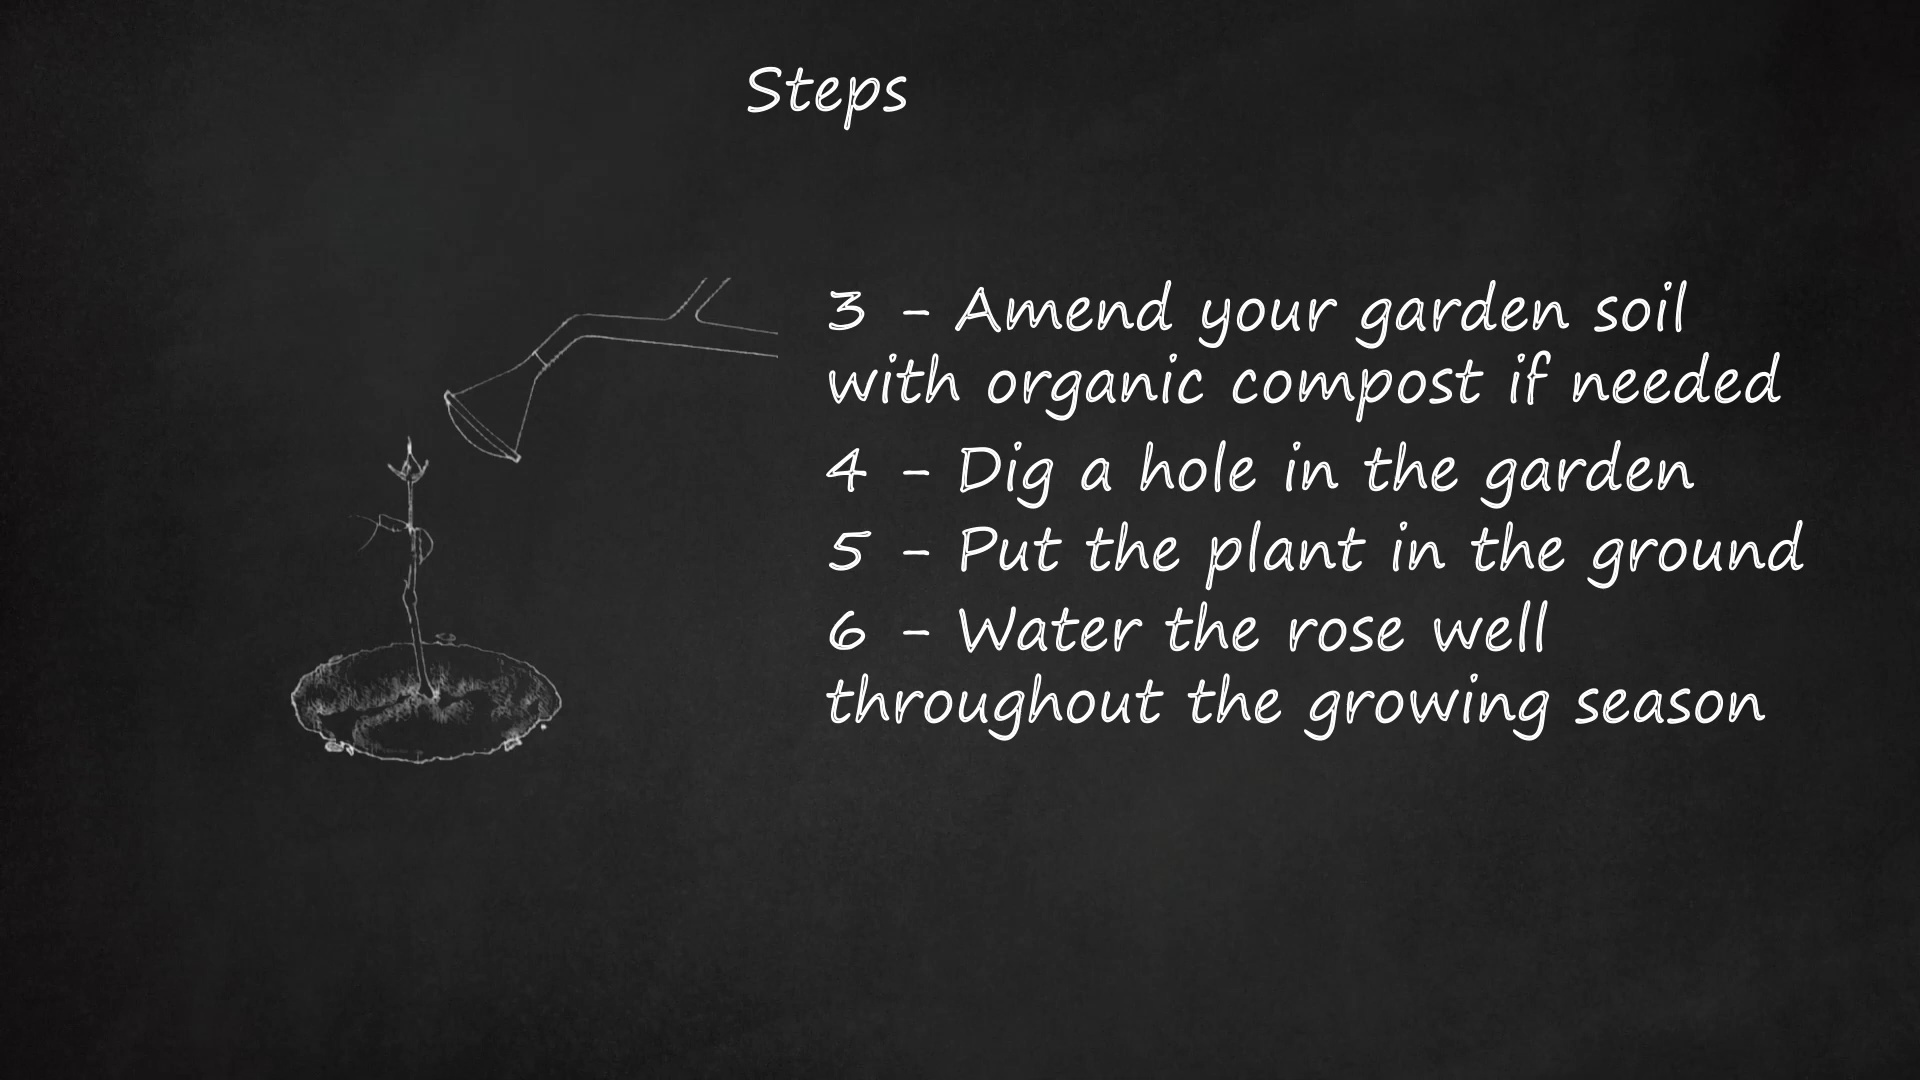 Steps
3 - Amend your garden soil
with organic compost if needed
4 - Dig a hole in the garden
5 - Put the plant in the ground
6 - Water the rose well
throughout the growing season